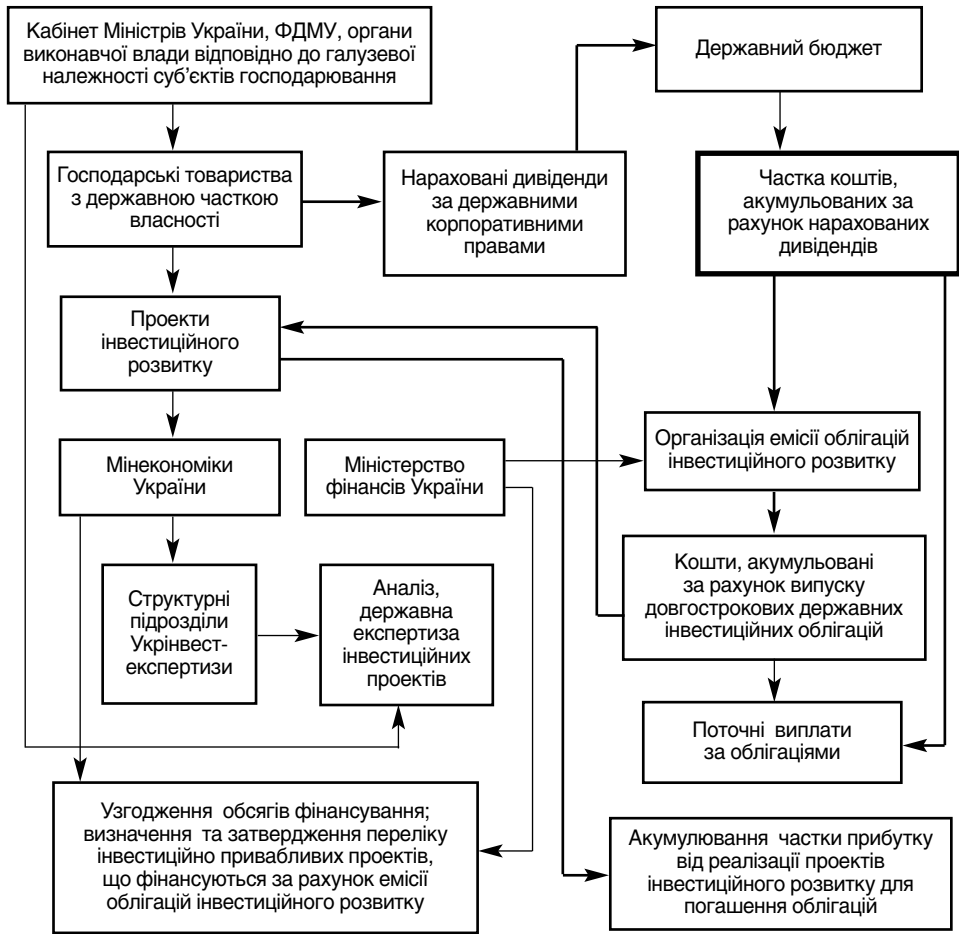 Кабінет Міністрів України, ФДМУ, органи
виконавчої влади відповідно до галузевої
належності суб’єктів господарювання
Державний бюджет
Господарські товариства
з державною часткою
власності
Нараховані дивіденди
за державними
корпоративними
правами
Частка коштів,
акумульованих за
рахунок нарахованих
дивідендів
Проекти
інвестиційного
розвитку
Мінекономіки
України
Міністерство
фінансів України
Організація емісії облігацій
інвестиційного розвитку
Структурні
підрозділи
Укрінвест-
експертизи
Аналіз,
державна
експертиза
інвестиційних
проектів
Кошти, акумульовані
за рахунок випуску
довгострокових державних
інвестиційних облігацій
Поточні виплати
за облігаціями
Узгодження обсягів фінансування;
визначення та затвердження переліку
інвестиційно привабливих проектів,
що фінансуються за рахунок емісії
облігацій інвестиційного розвитку
Акумулювання частки прибутку
від реалізації проектів
інвестиційного розвитку для
погашення облігацій